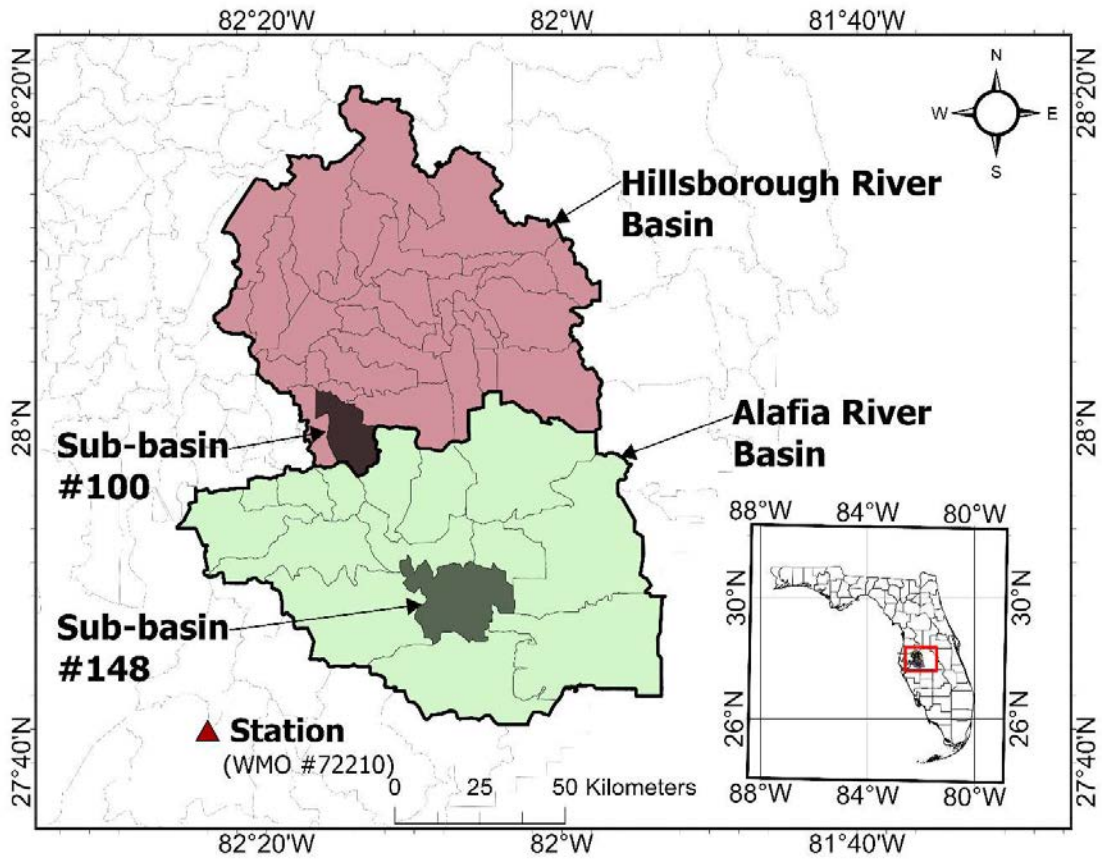 82°20'W 82°0'W 81°40'W
28°20'N
28°20'N
N
W E
S
Hillsborough River
Basin
28°N
28°N
Alafia River
Basin
Sub-basin
#100
88°W 84°W 80°W
30°N
30°N
Sub-basin
#148
26°N
26°N
Station
(WMO #72210)
27°40'N
27°40'N
0 25 50 Kilometers
88°W 84°W 80°W
82°20'W 82°0'W 81°40'W